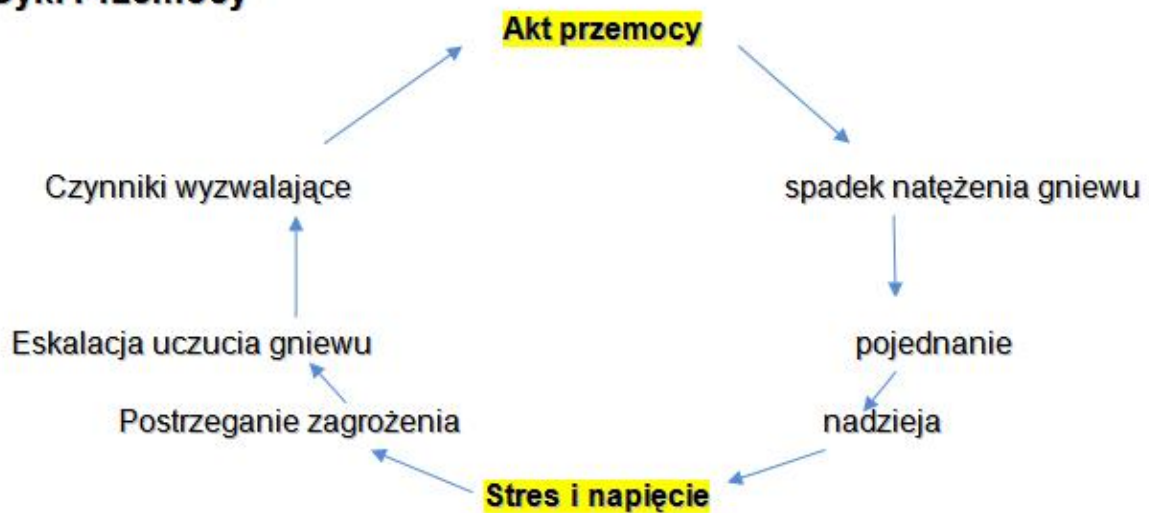 Akt przemocy
Czynniki wyzwalające
spadek natężenia gniewu
Eskalacja uczucia gniewu
pojednanie
Postrzeganie zagrożenia
nadzieja
Stres i napięcie